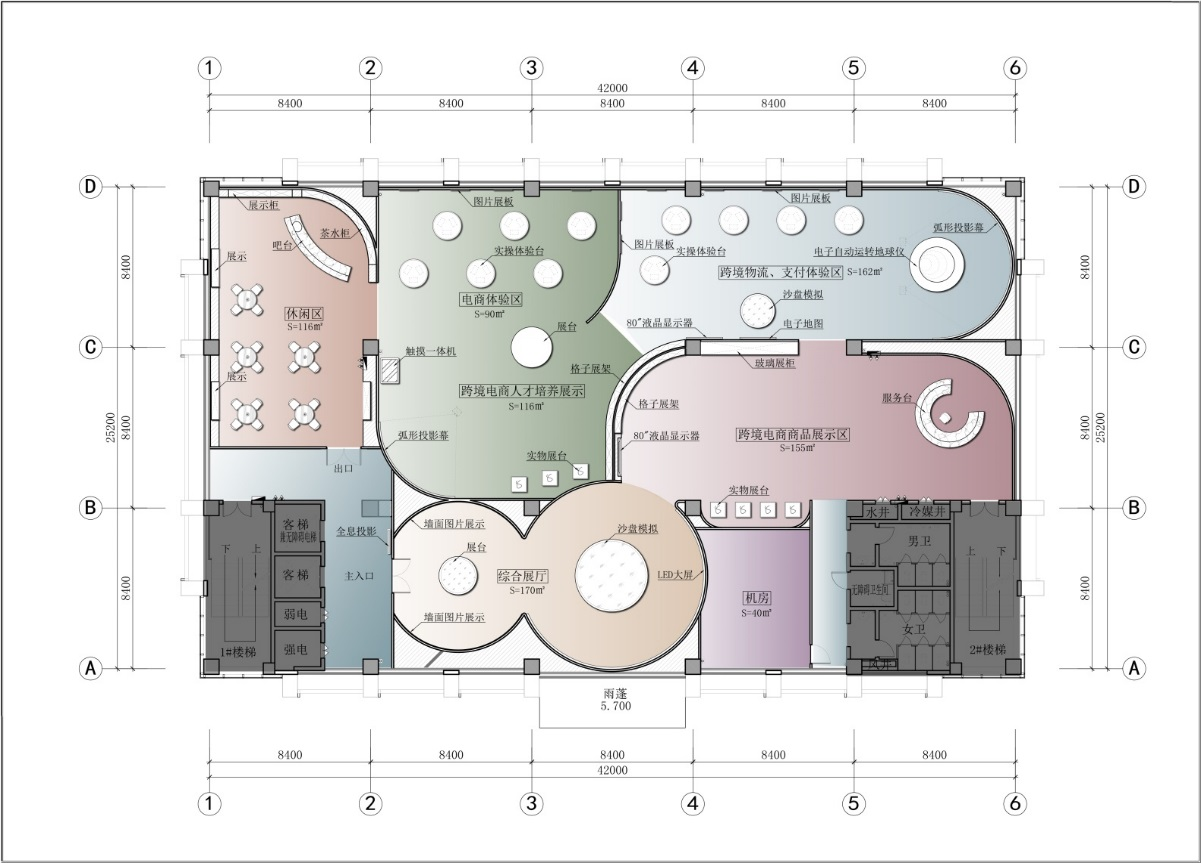 1 2 3 4 5 6
42000
8400 8400 8400 8400 8400
D D
图片展板 图片展板
展示柜
茶水柜
吧台
弧形投影幕
图片展板
展示 实操体验台 实操体验台 电子自动运转地球仪
8400 8400
跨境物流、支付体验区 S=162㎡
电商体验区
S=90㎡
沙盘模拟
休闲区
S=116㎡
80"液晶显示器 电子地图
展台
C C
触摸一体机
玻璃展柜
格子展架
展示
跨境电商人才培养展示
S=116㎡
格子展架
服务台
25200 8400 8400 25200
弧形投影幕 80"液晶显示器
跨境电商商品展示区
S=155㎡
实物展台
出口
实物展台
B B
水井 冷媒井
客梯
墙面图片展示
全息投影
沙盘模拟
男卫
下 上 上 下
展台
客梯 主入口
综合展厅
S=170㎡
LED大屏
8400 8400
无障碍卫生间
机房
S=40㎡
弱电
墙面图片展示
女卫
1#楼梯 强电 2#楼梯
A A
雨蓬
5.700
8400 8400 8400 8400 8400
42000
1 2 3 4 5 6